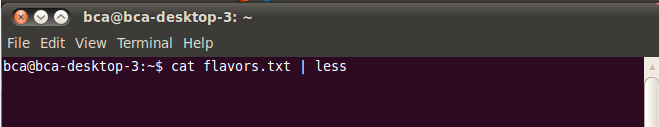 bca@bca-desktop-3: ~
File Edit View Terminal Help
bca@bca-desktop-3:~$ cat flavors.txt | less